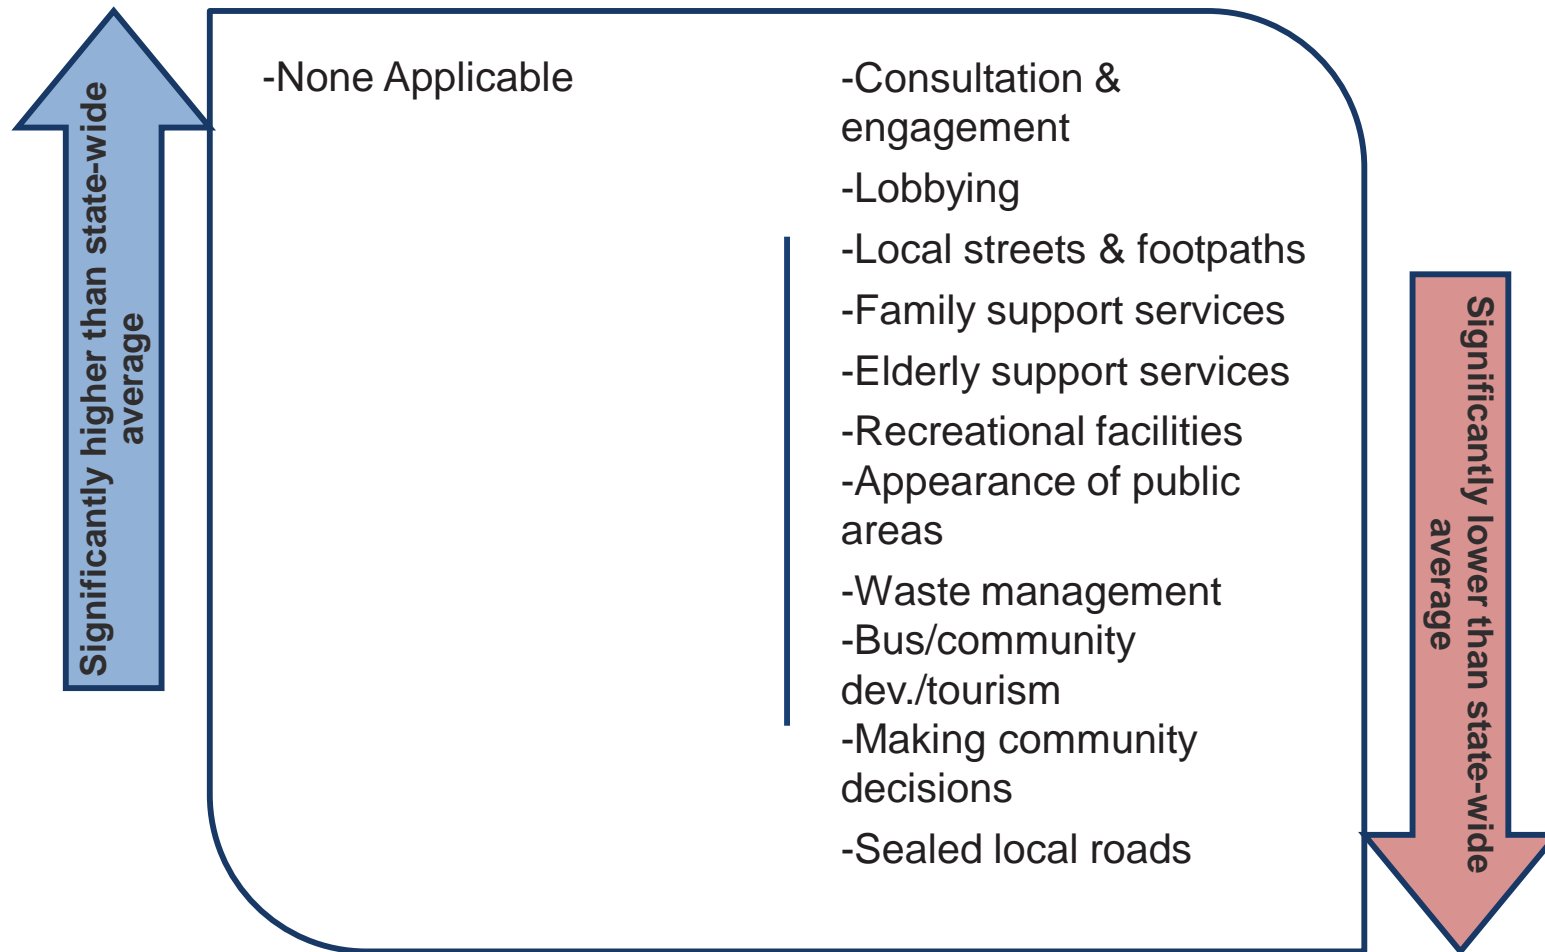 Significantly higher than state-wide
average
-None Applicable
-Consultation &
engagement
-Lobbying
-Local streets & footpaths
-Family support services
-Elderly support services
-Recreational facilities
-Appearance of public
areas
-Waste management
-Bus/community
dev./tourism
-Making community
decisions
-Sealed local roads
Significantly lower than state-wide
average